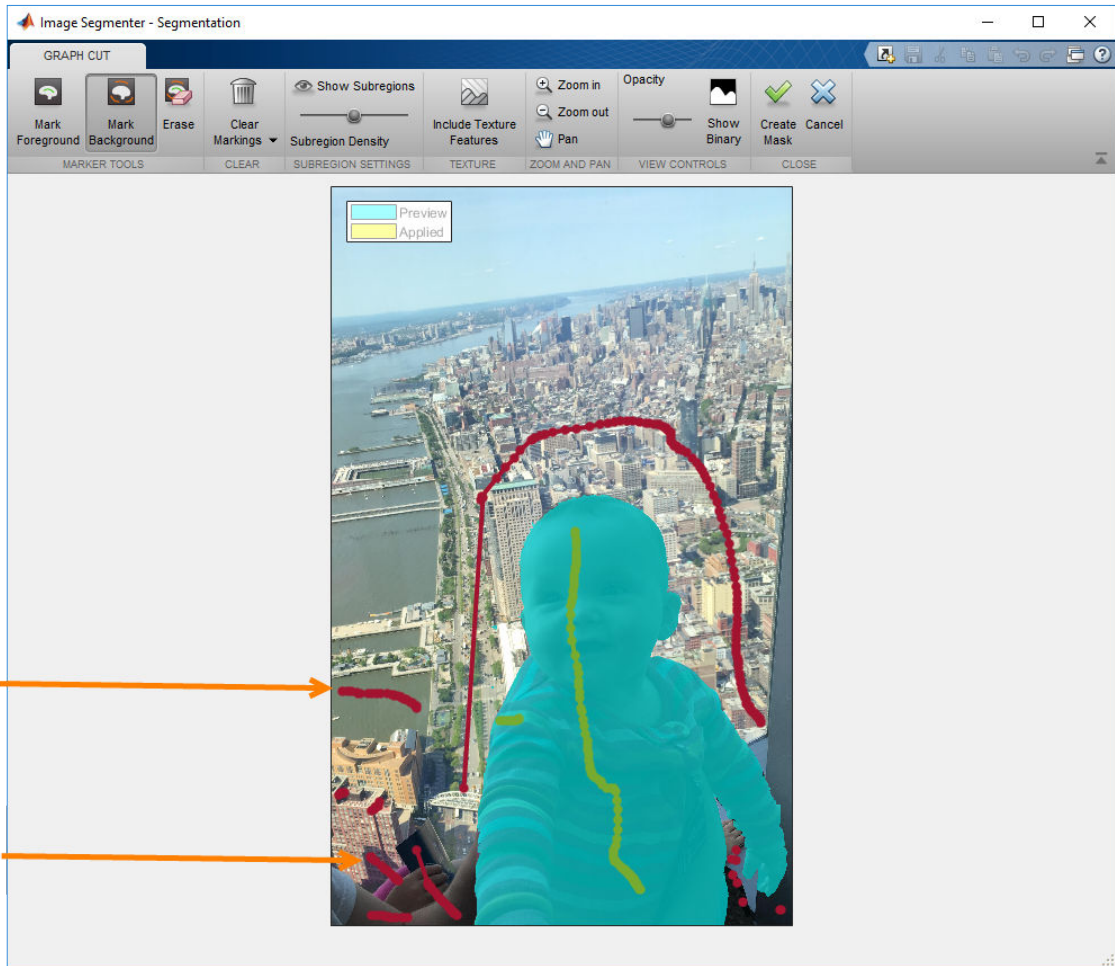 Image Segmenter - Segmentation
GRAPH CUT
Mark Foreground
Mark Background
Erase
Clear Markings
Show Subregions
Subregion Density
Include Texture Features
Zoom in
Zoom out
Pan
Opacity
Show Binary
Create Mask
Cancel
MARKER TOOLS
CLEAR
SUBREGION SETTINGS
TEXTURE
ZOOM AND PAN
VIEW CONTROLS
CLOSE
Preview
Applied